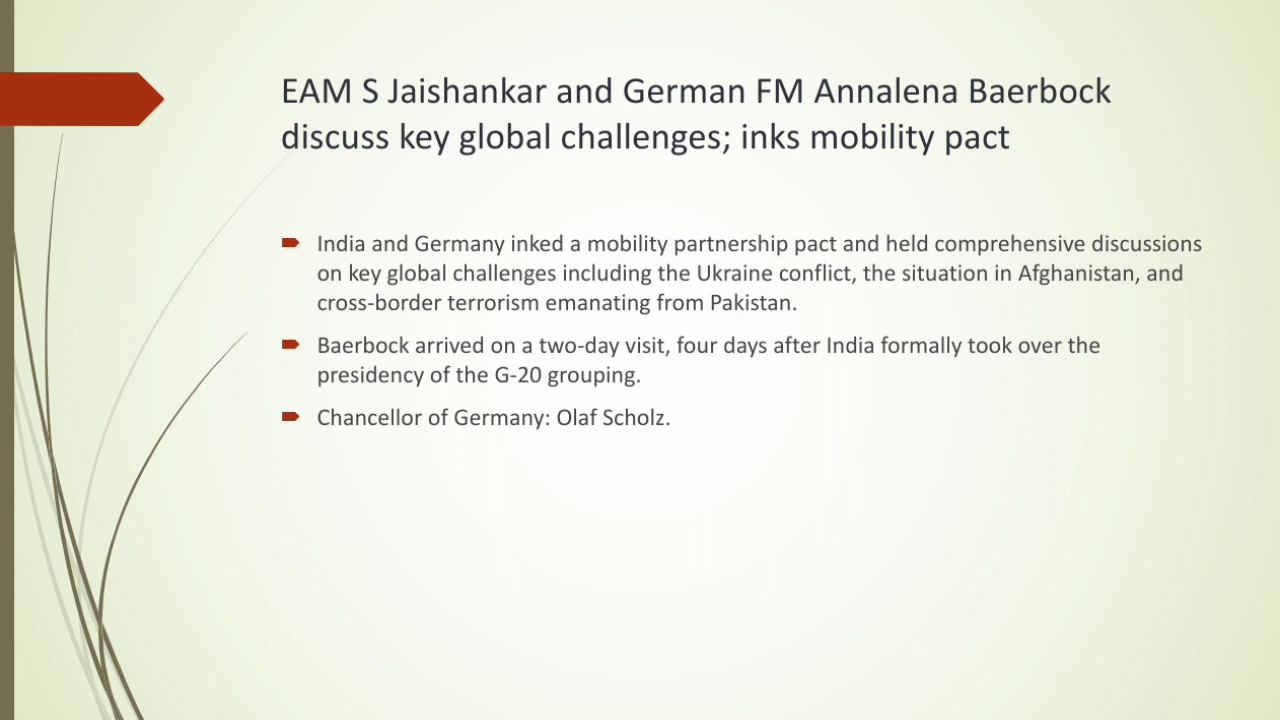 EAM S Jaishankar and German FM Annalena Baerbock
discuss key global challenges; inks mobility pact
India and Germany inked a mobility partnership pact and held comprehensive discussions
on key global challenges including the Ukraine conflict, the situation in Afghanistan, and
cross-border terrorism emanating from Pakistan.
Baerbock arrived on a two-day visit, four days after India formally took over the
presidency of the G-20 grouping.
Chancellor of Germany: Olaf Scholz.